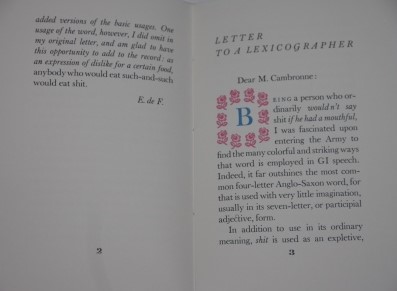 added versions of the basic usages. One
usage of the word, however, I did omit in
my original letter, and am glad to have
this opportunity to add to the record: as
an expression of dislike for a certain food,
anybody who would eat such-and-such
would eat shit.
E. de F.
2
LETTER
TO A LEXICOGRAPHER
Dear M. Cambronne:
BEING a person who or-
dinarily wouldn't say
shit if he had a mouthful,
I was fascinated upon
entering the Army to
find the many colorful and striking ways
that word is employed in GI speech.
Indeed, it far outshines the most com-
mon four-letter Anglo-Saxon word, for
that is used with very little imagination,
usually in its seven-letter, or participial
adjective, form.
In addition to use in its ordinary
meaning, shit is used as an expletive,
3